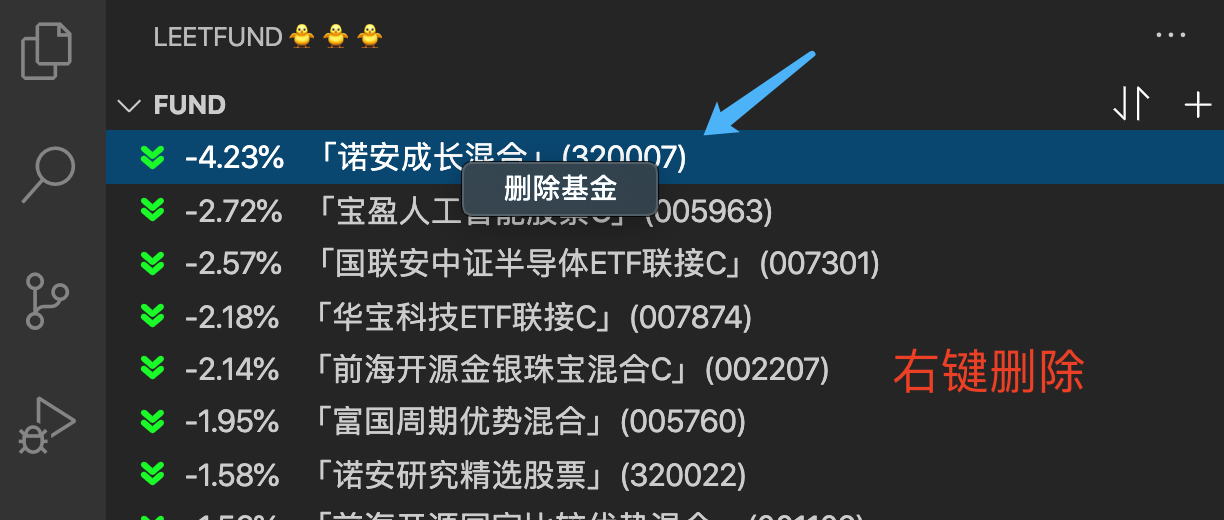 LEETFUND🐥🐥🐥
FUND
-4.23% 「诺安成长混合」(320007)
删除基金
-2.72% 「宝盈人工智能股票C」(005963)
-2.57% 「国联安中证半导体ETF联接C」(007301)
-2.18% 「华宝科技ETF联接C」(007874)
-2.14% 「前海开源金银珠宝混合C」(002207)
右键删除
-1.95% 「富国周期优势混合」(005760)
-1.58% 「诺安研究精选股票」(320022)